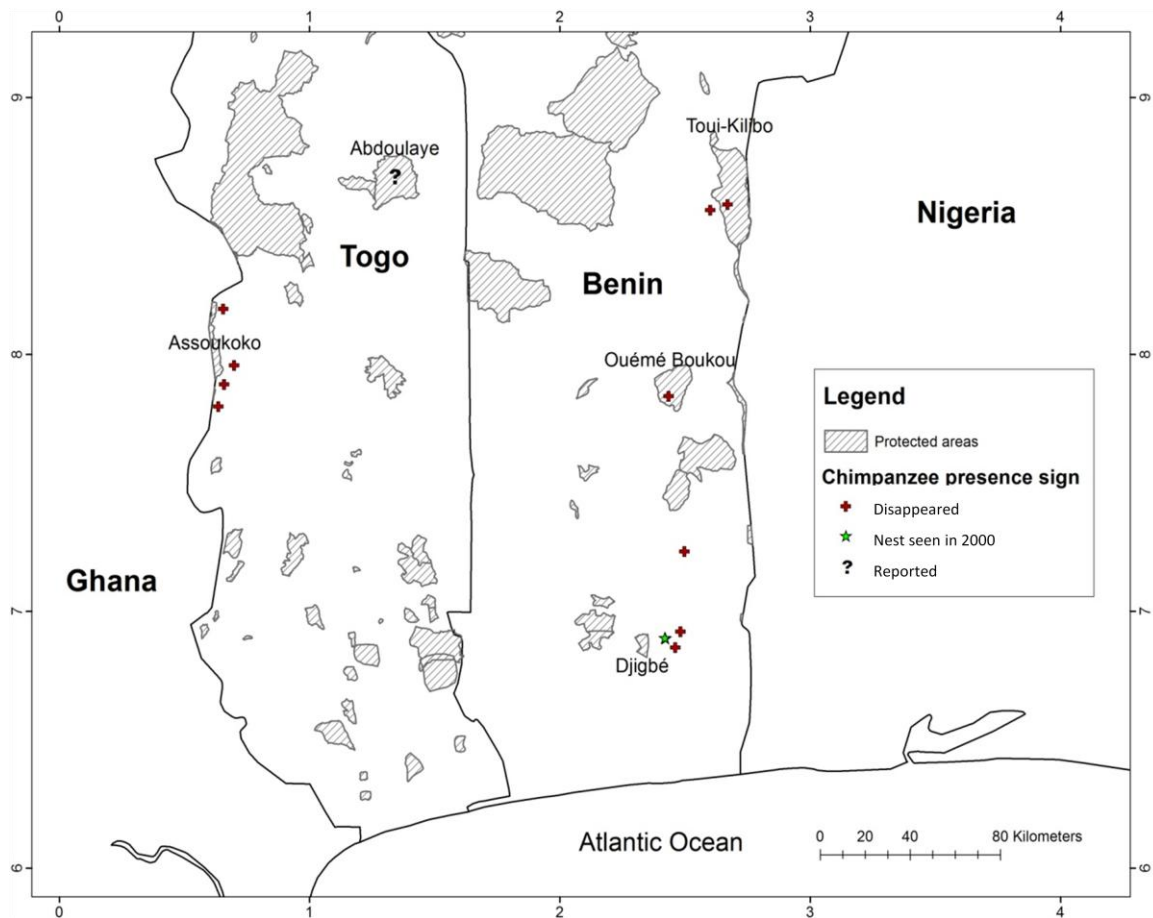 0 1 2 3 4
9 9
Toui-Kilibo
Abdoulaye
?
Nigeria
Togo
Benin
Assoukoko
8 8
Ouémé Boukou
Legend
Protected areas
Chimpanzee presence sign
Disappeared
Nest seen in 2000
? Reported
Ghana
7 7
Djigbé
Atlantic Ocean
0 20 40 80 Kilometers
6 6
0 1 2 3 4